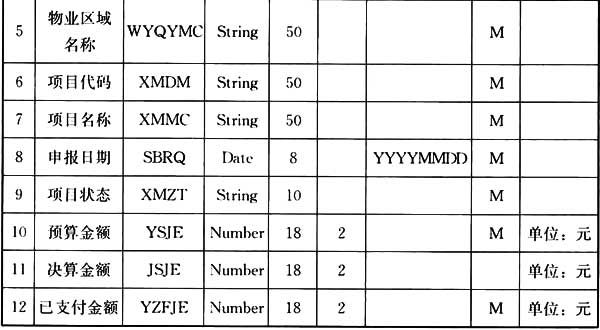 5 物业区域名称 WYQYMC String 50 M
6 项目代码 XMDM String 50 M
7 项目名称 XMMC String 50 M
8 申报日期 SBRQ Date 8 YYYYMMDD M
9 项目状态 XMZT String 10 M
10 预算金额 YSJE Number 18 2 M 单位：元
11 决算金额 JSJE Number 18 2 单位：元
12 已支付金额 YZFJE Number 18 2 M 单位：元